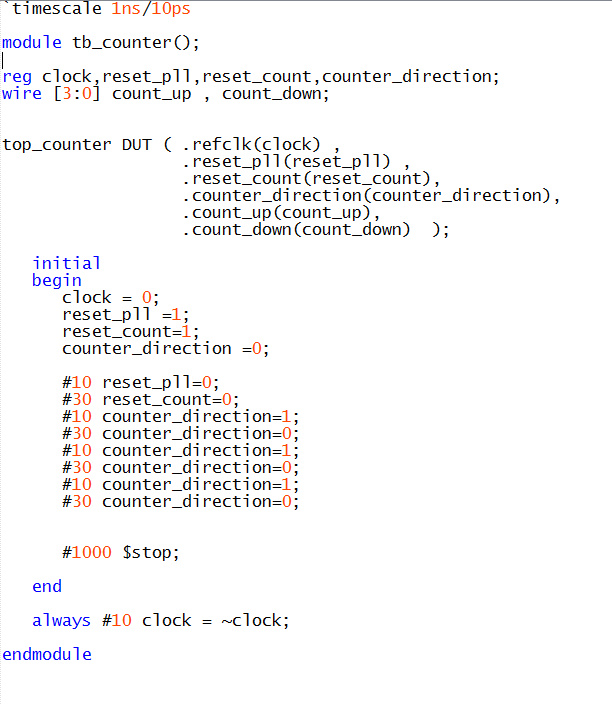 `timescale 1ns/10ps
module tb_counter();
reg clock,reset_pll,reset_count,counter_direction;
wire [3:0] count_up , count_down;
top_counter DUT ( .refclk(clock) ,
.reset_pll(reset_pll) ,
.reset_count(reset_count),
.counter_direction(counter_direction),
.count_up(count_up),
.count_down(count_down)  );
initial
begin
clock = 0;
reset_pll =1;
reset_count=1;
counter_direction =0;
#10 reset_pll=0;
#30 reset_count=0;
#10 counter_direction=1;
#30 counter_direction=0;
#10 counter_direction=1;
#30 counter_direction=0;
#10 counter_direction=1;
#30 counter_direction=0;
#1000 $stop;
end
always #10 clock = ~clock;
endmodule